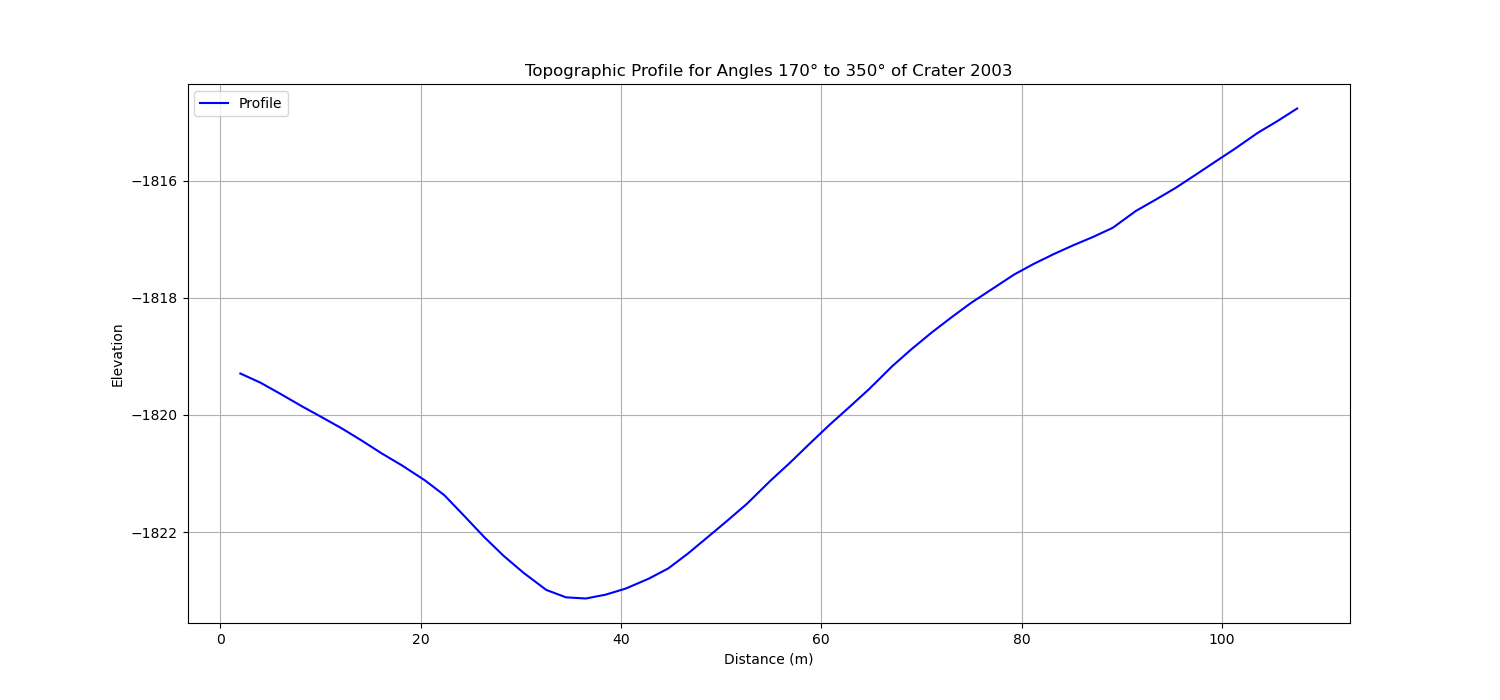 Topographic Profile for Angles 170° to 350° of Crater 2003
Profile
−1816
−1818
−1820
−1822
Elevation
0 20 40 60 80 100
Distance (m)